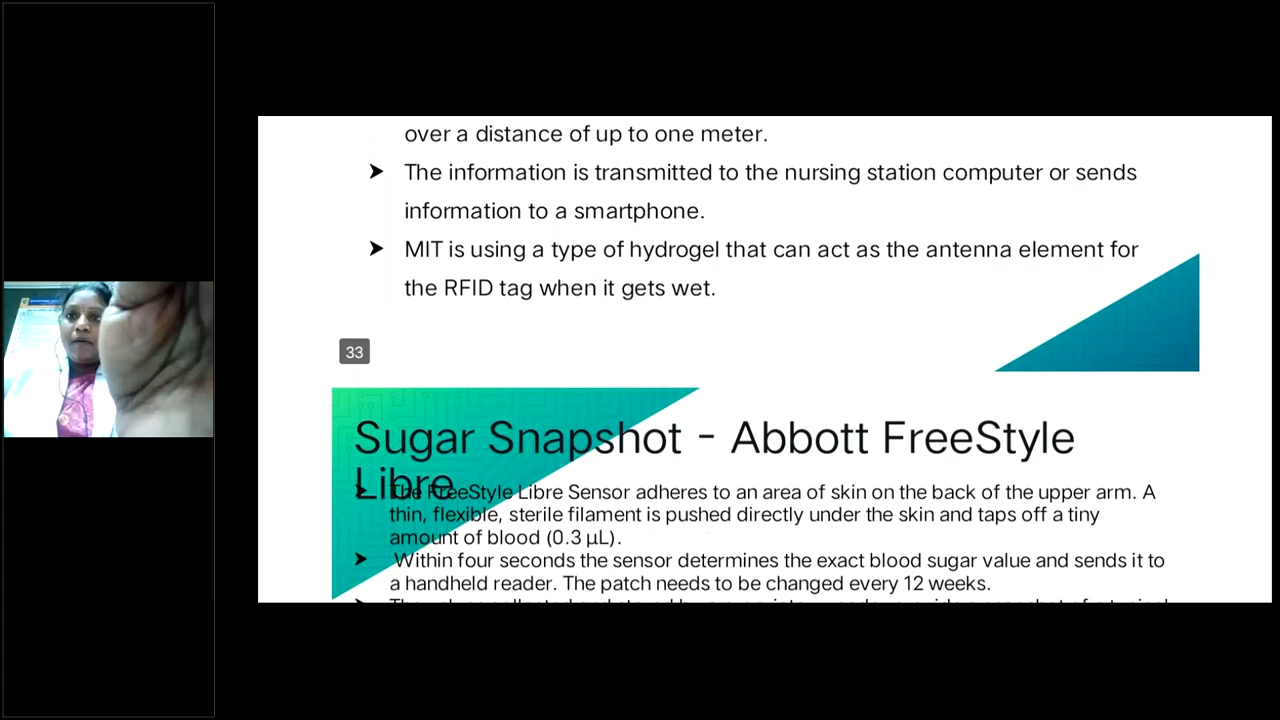 over a distance of up to one meter.
➤ The information is transmitted to the nursing station computer or sends
information to a smartphone.
➤ MIT is using a type of hydrogel that can act as the antenna element for
the RFID tag when it gets wet.
33
Sugar Snapshot - Abbott FreeStyle
Libre
➤ The FreeStyle Libre Sensor adheres to an area of skin on the back of the upper arm. A
thin, flexible, sterile filament is pushed directly under the skin and taps off a tiny
amount of blood (0.3 µL).
➤ Within four seconds the sensor determines the exact blood sugar value and sends it to
a handheld reader. The patch needs to be changed every 12 weeks.